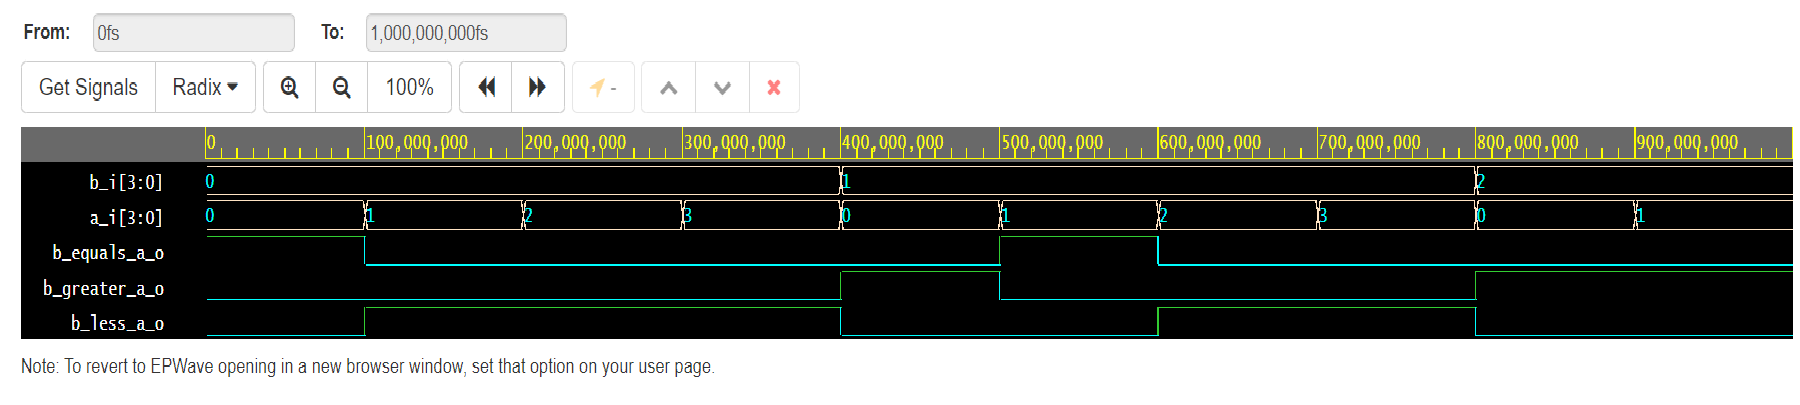 From: 0fs To: 1,000,000,000fs
Get Signals Radix 100% -
0 100,000,000 200,000,000 300,000,000 400,000,000 500,000,000 600,000,000 700,000,000 800,000,000 900,000,000
b_i[3:0] 0 1 2
a_i[3:0] 0 1 2 3 0 1 2 3 0 1
b_equals_a_o
b_greater_a_o
b_less_a_o
Note: To revert to EPWave opening in a new browser window, set that option on your user page.